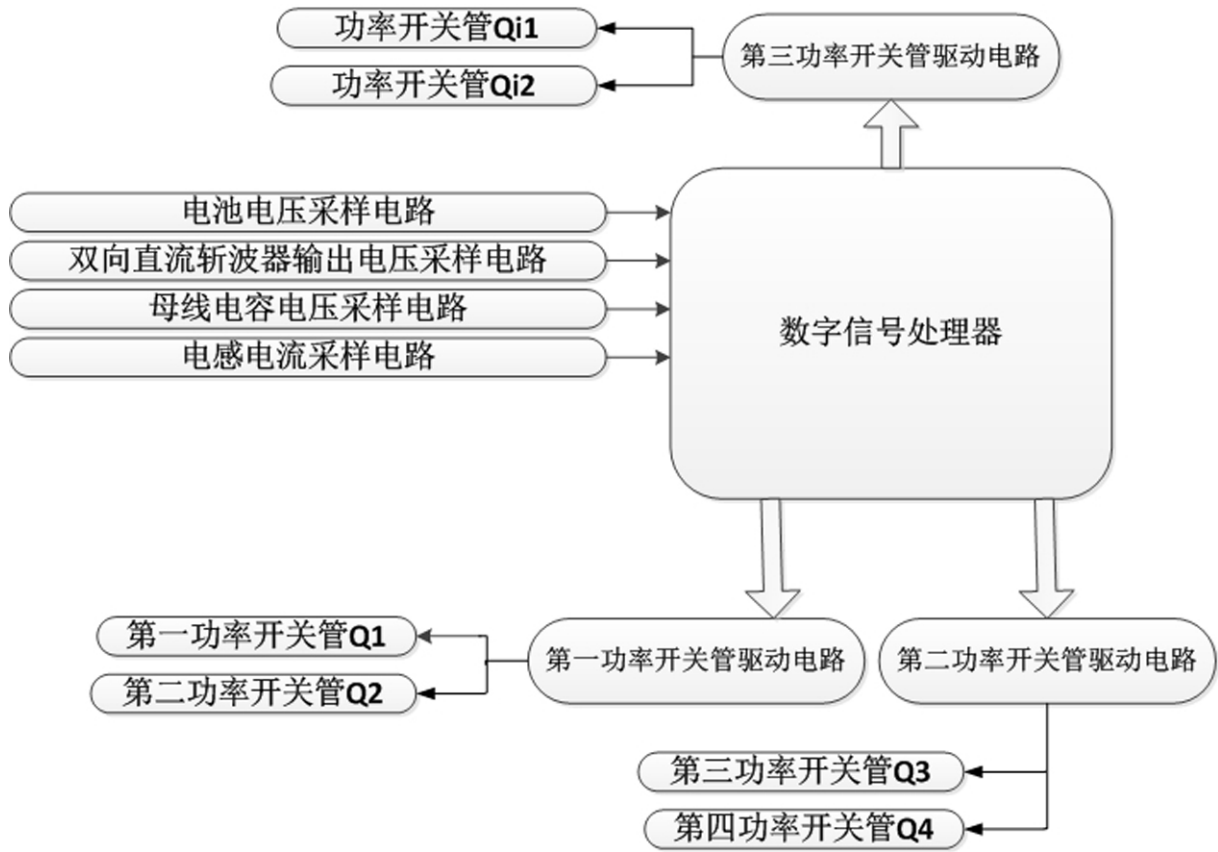 功率开关管Qi1
第三功率开关管驱动电路
功率开关管Qi2
电池电压采样电路
双向直流斩波器输出电压采样电路
母线电容电压采样电路
电感电流采样电路
数字信号处理器
第一功率开关管Q1
第二功率开关管Q2
第一功率开关管驱动电路
第二功率开关管驱动电路
第三功率开关管Q3
第四功率开关管Q4